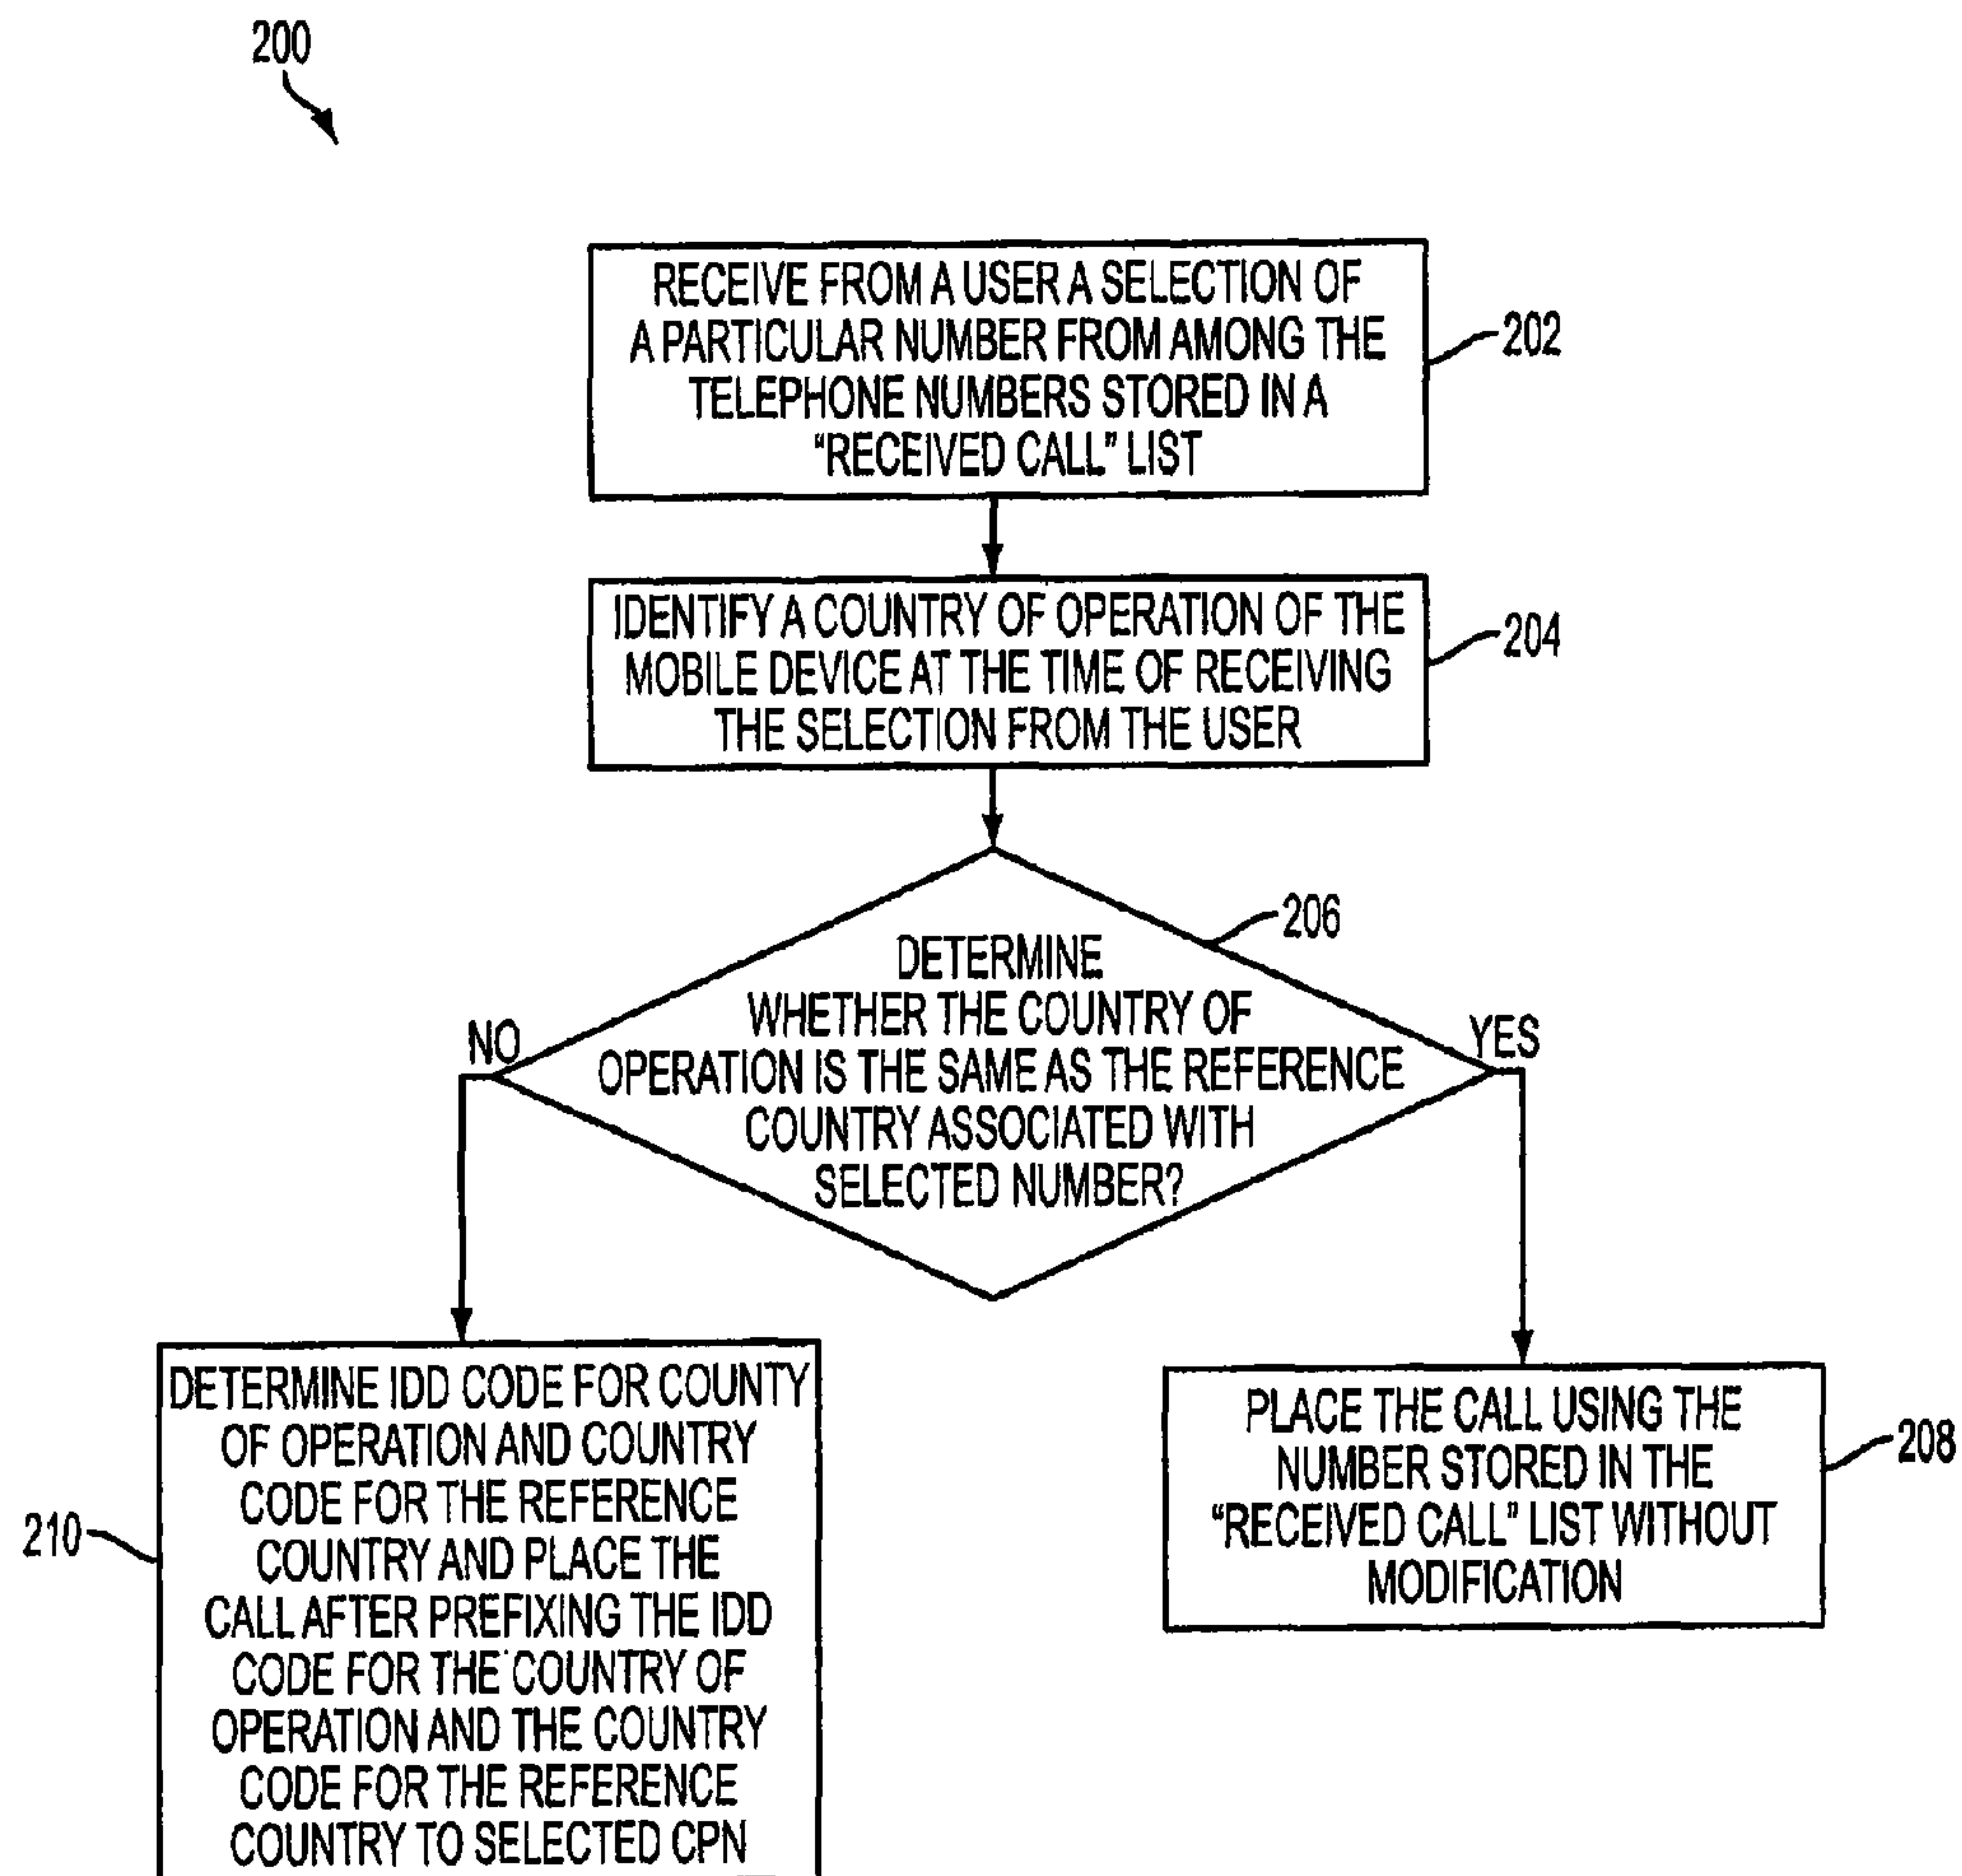 200
RECEIVE FROM A USER A SELECTION OF
A PARTICULAR NUMBER FROM AMONG THE
TELEPHONE NUMBERS STORED IN A
“RECEIVED CALL” LIST
202
IDENTIFY A COUNTRY OF OPERATION OF THE
MOBILE DEVICE AT THE TIME OF RECEIVING
THE SELECTION FROM THE USER
204
206
DETERMINE
WHETHER THE COUNTRY OF
OPERATION IS THE SAME AS THE REFERENCE
COUNTRY ASSOCIATED WITH
SELECTED NUMBER?
NO
YES
DETERMINE IDD CODE FOR COUNTY
OF OPERATION AND COUNTRY
CODE FOR THE REFERENCE
COUNTRY AND PLACE THE
CALL AFTER PREFIXING THE IDD
CODE FOR THE COUNTRY OF
OPERATION AND THE COUNTRY
CODE FOR THE REFERENCE
COUNTRY TO SELECTED CPN
210
PLACE THE CALL USING THE
NUMBER STORED IN THE
“RECEIVED CALL” LIST WITHOUT
MODIFICATION
208